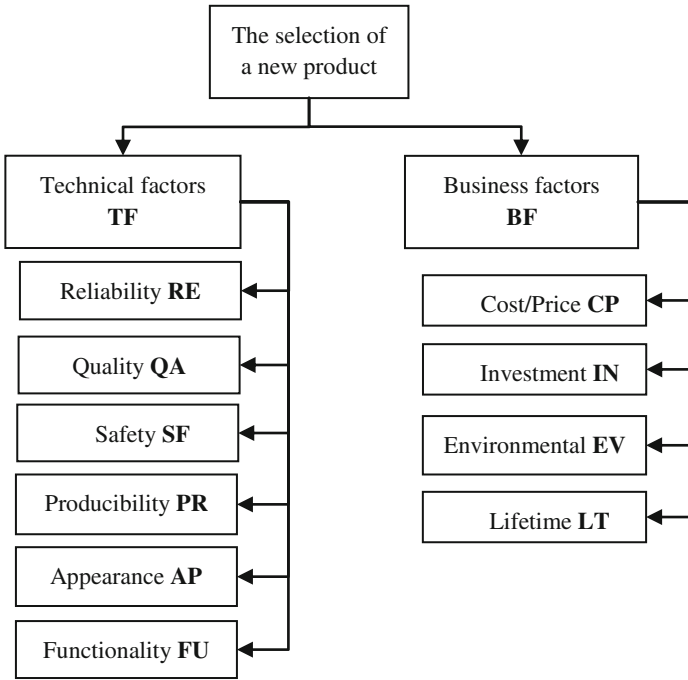 The selection of
a new product
Technical factors
TF
Reliability RE
Quality QA
Safety SF
Producibility PR
Appearance AP
Functionality FU
Business factors
BF
Cost/Price CP
Investment IN
Environmental EV
Lifetime LT